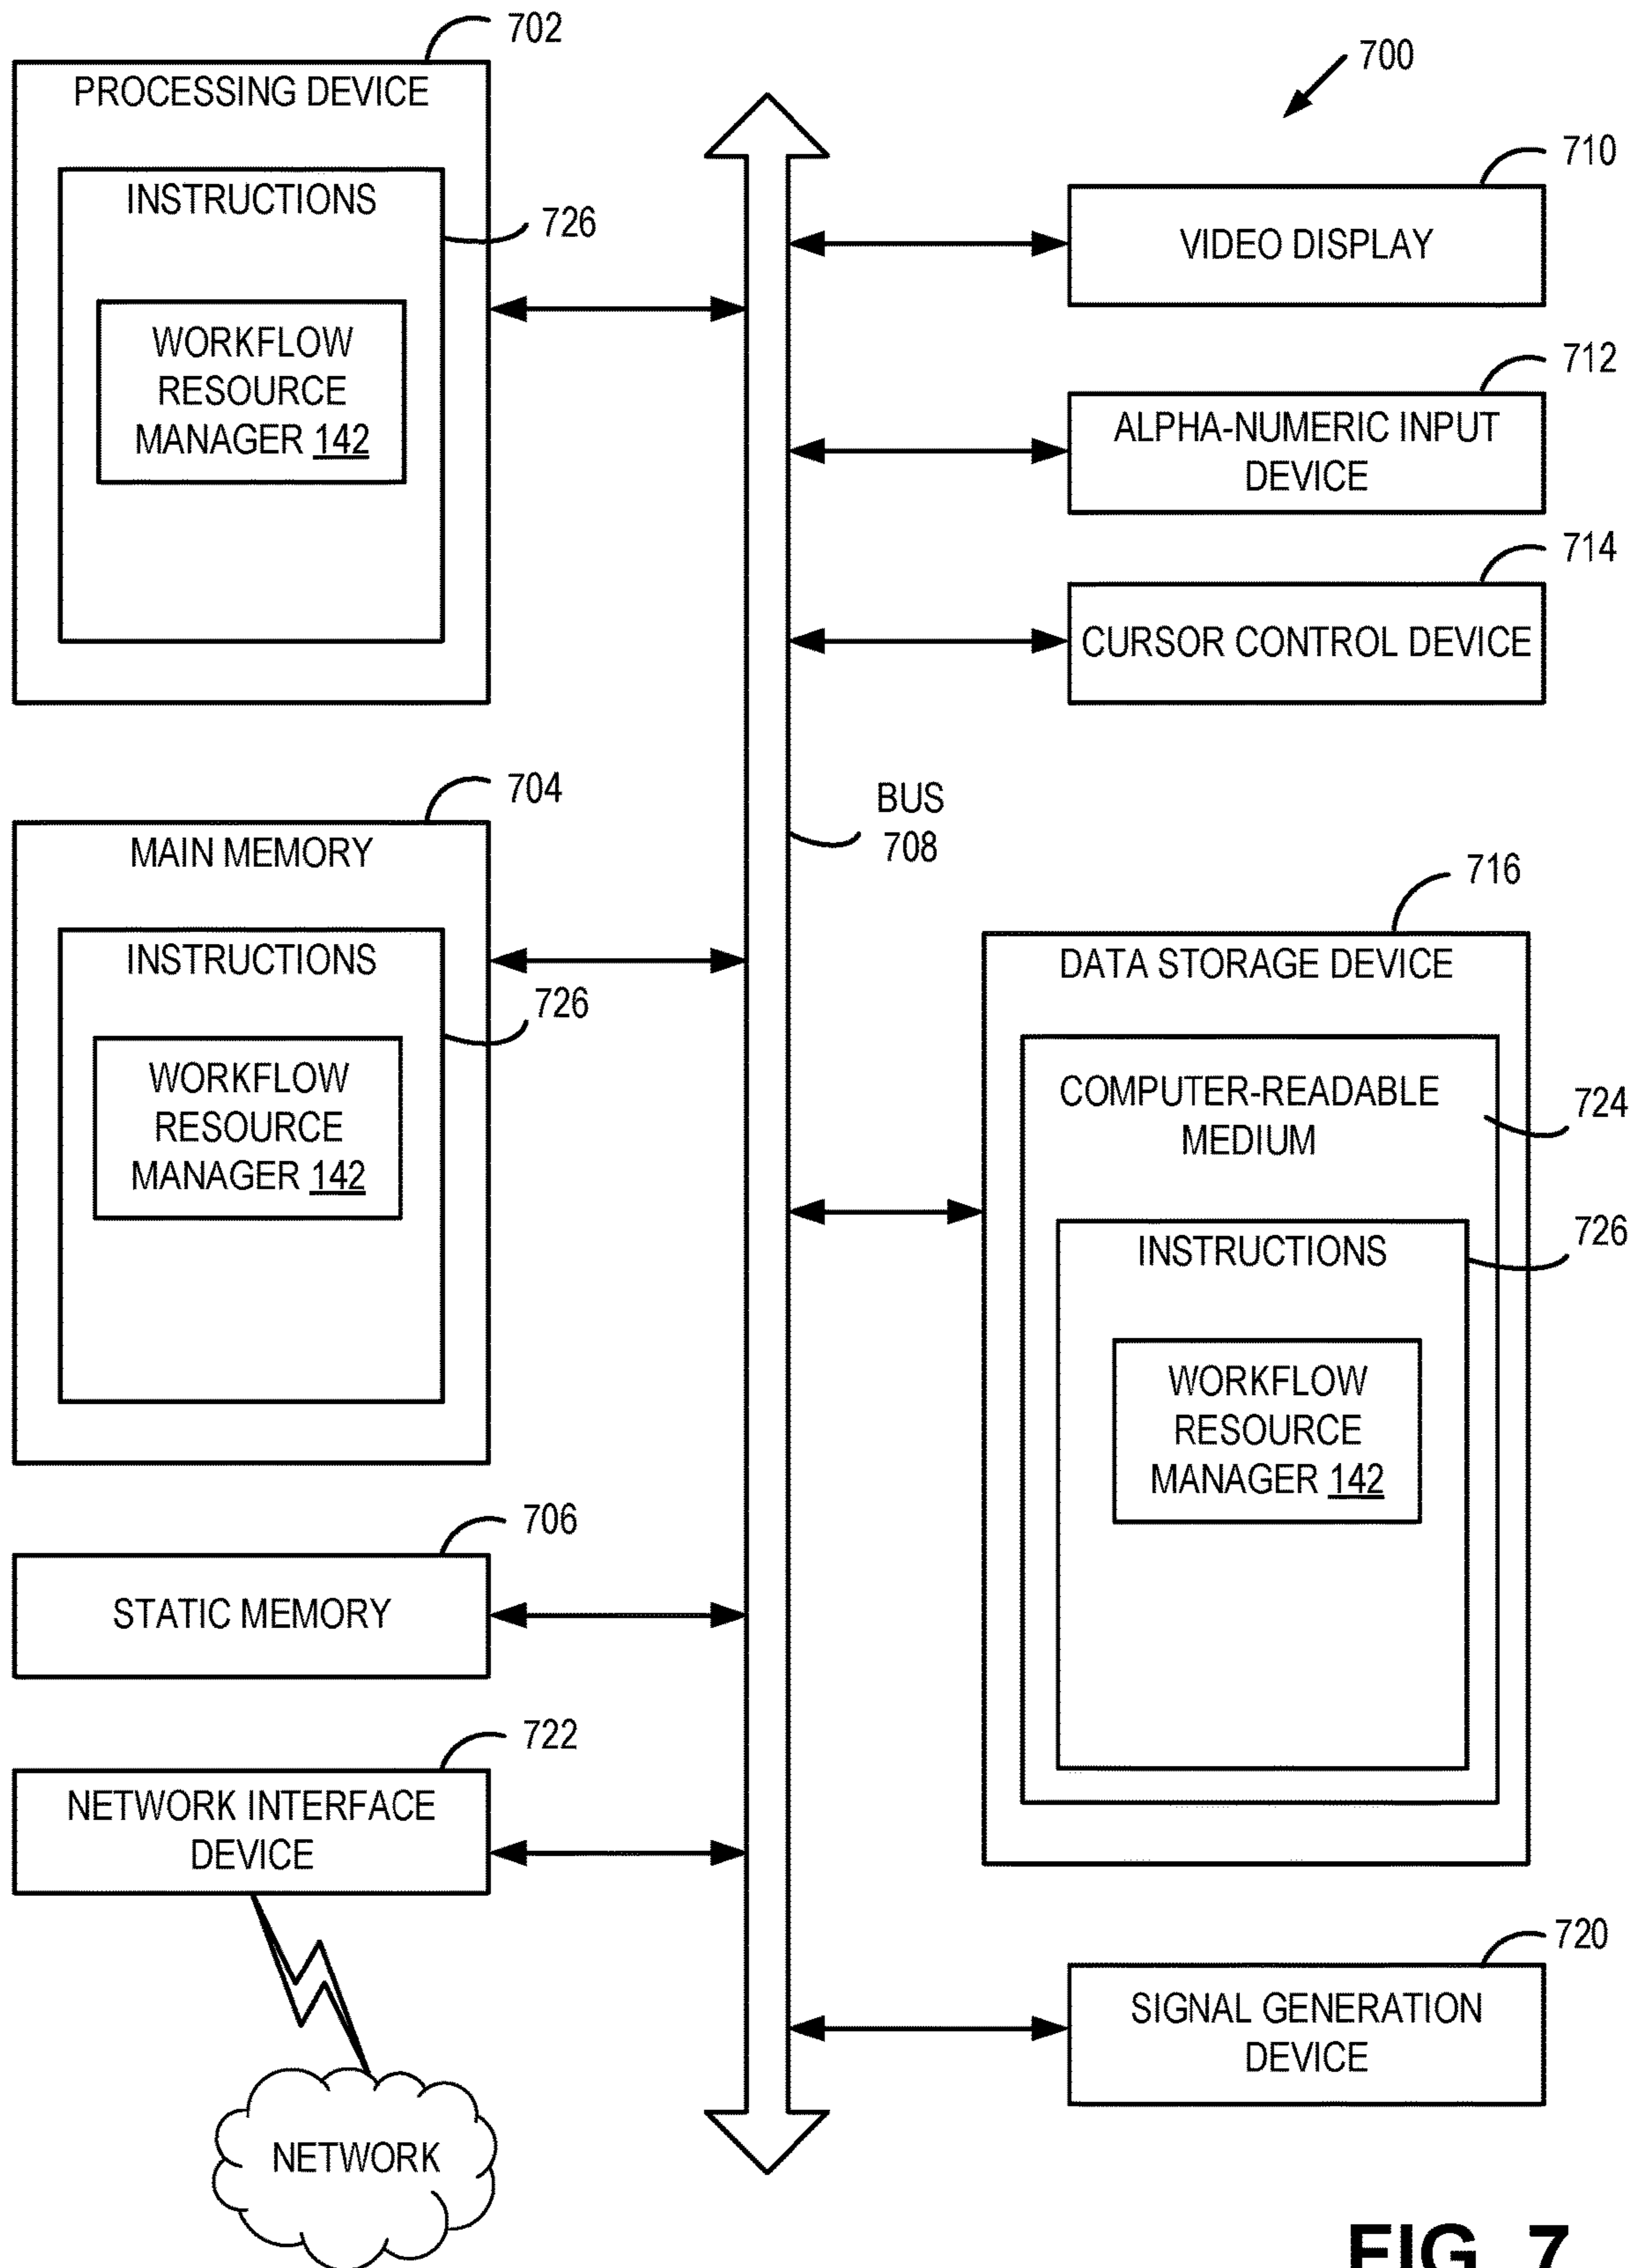 702
PROCESSING DEVICE
INSTRUCTIONS
726
WORKFLOW
RESOURCE
MANAGER 142
704
MAIN MEMORY
INSTRUCTIONS
726
WORKFLOW
RESOURCE
MANAGER 142
706
STATIC MEMORY
722
NETWORK INTERFACE
DEVICE
NETWORK
BUS
708
700
710
VIDEO DISPLAY
712
ALPHA-NUMERIC INPUT
DEVICE
714
CURSOR CONTROL DEVICE
716
DATA STORAGE DEVICE
COMPUTER-READABLE
MEDIUM
724
INSTRUCTIONS
726
WORKFLOW
RESOURCE
MANAGER 142
720
SIGNAL GENERATION
DEVICE
FIG. 7